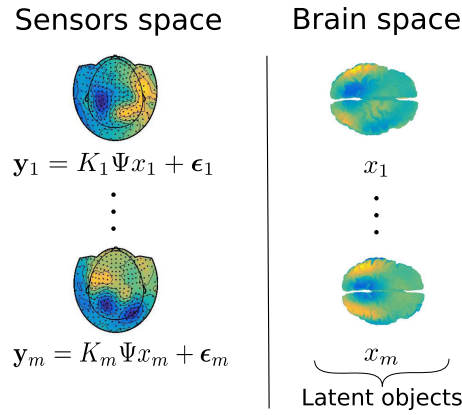 Sensors space
Brain space
𝐲₁ = K₁Ψx₁ + 𝝐₁
x₁
⋮
⋮
𝐲ₘ = KₘΨxₘ + 𝝐ₘ
xₘ
Latent objects